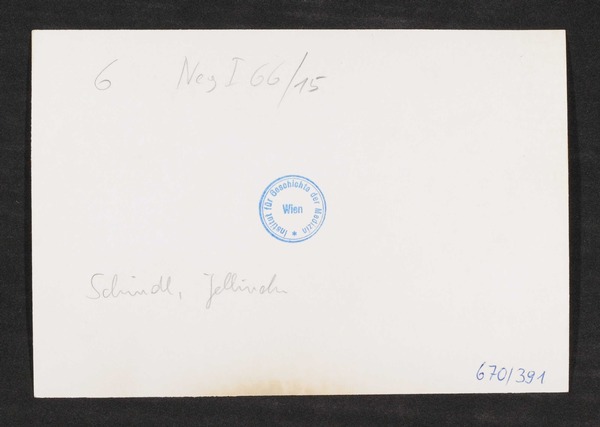 6 Neg I 66/15
Institut für Geschichte der Medizin * Wien
Schindl, Jellinek
670/391